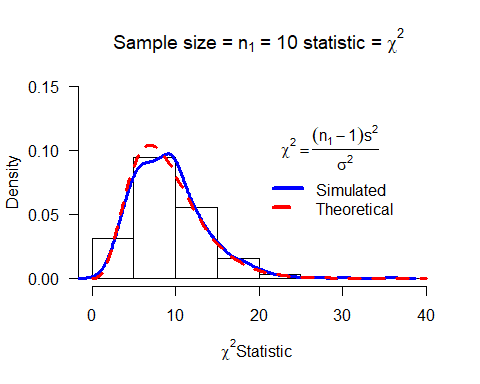 Sample size = n₁ = 10 statistic = χ²
0.15
0.10
0.05
0.00
Density
χ² = (n₁ − 1)s² / σ²
Simulated
Theoretical
0 10 20 30 40
χ²Statistic